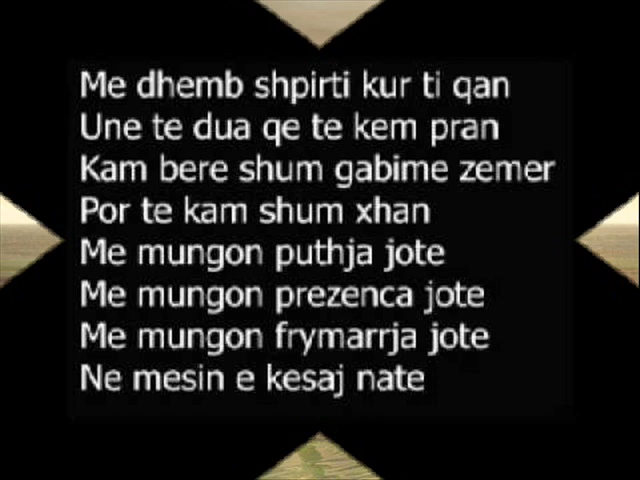 Me dhemb shpirti kur ti qan
Une te dua qe te kem pran
Kam bere shum gabime zemer
Por te kam shum xhan
Me mungon puthja jote
Me mungon prezenca jote
Me mungon frymarrja jote
Ne mesin e kesaj nate